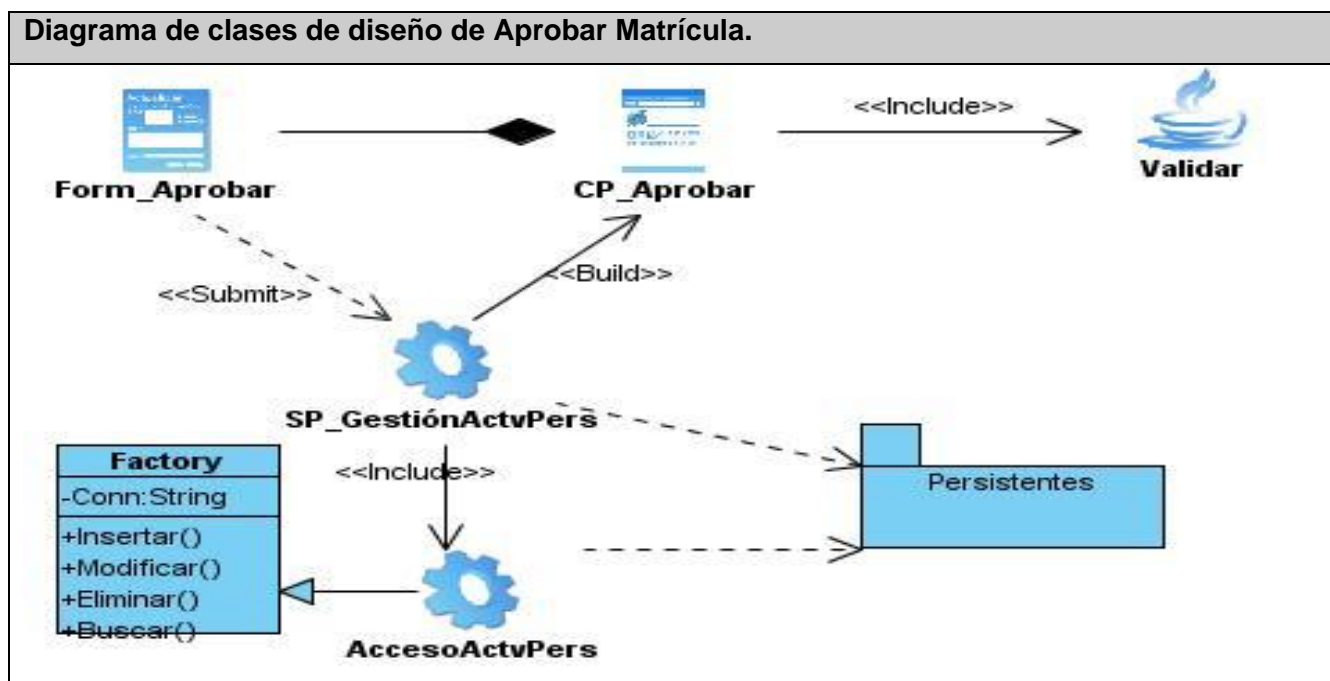 Diagrama de clases de diseño de Aprobar Matrícula.
Actualizar
<<Include>>
Form_Aprobar
CP_Aprobar
Validar
<<Submit>>
<<Build>>
SP_GestiónActvPers
Factory
-Conn:String
+Insertar()
+Modificar()
+Eliminar()
+Buscar()
<<Include>>
Persistentes
AccesoActvPers